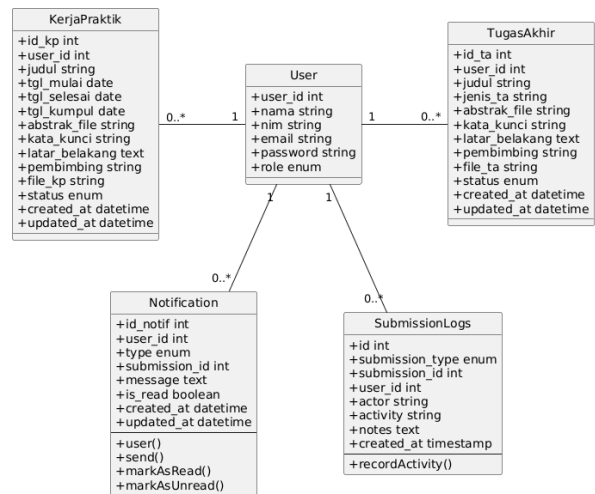 KerjaPraktik
+id_kp int
+user_id int
+judul string
+tgl_mulai date
+tgl_selesai date
+tgl_kumpul date
+abstrak_file string
+kata_kunci string
+latar_belakang text
+pembimbing string
+file_kp string
+status enum
+created_at datetime
+updated_at datetime
0..*
1
User
+user_id int
+nama string
+nim string
+email string
+password string
+role enum
1
0..*
TugasAkhir
+id_ta int
+user_id int
+judul string
+jenis_ta string
+abstrak_file string
+kata_kunci string
+latar_belakang text
+pembimbing string
+file_ta string
+status enum
+created_at datetime
+updated_at datetime
1
1
0..*
0..*
Notification
+id_notif int
+user_id int
+type enum
+submission_id int
+message text
+is_read boolean
+created_at datetime
+updated_at datetime
+user()
+send()
+markAsRead()
+markAsUnread()
SubmissionLogs
+id int
+submission_type enum
+submission_id int
+user_id int
+actor string
+activity string
+notes text
+created_at timestamp
+recordActivity()